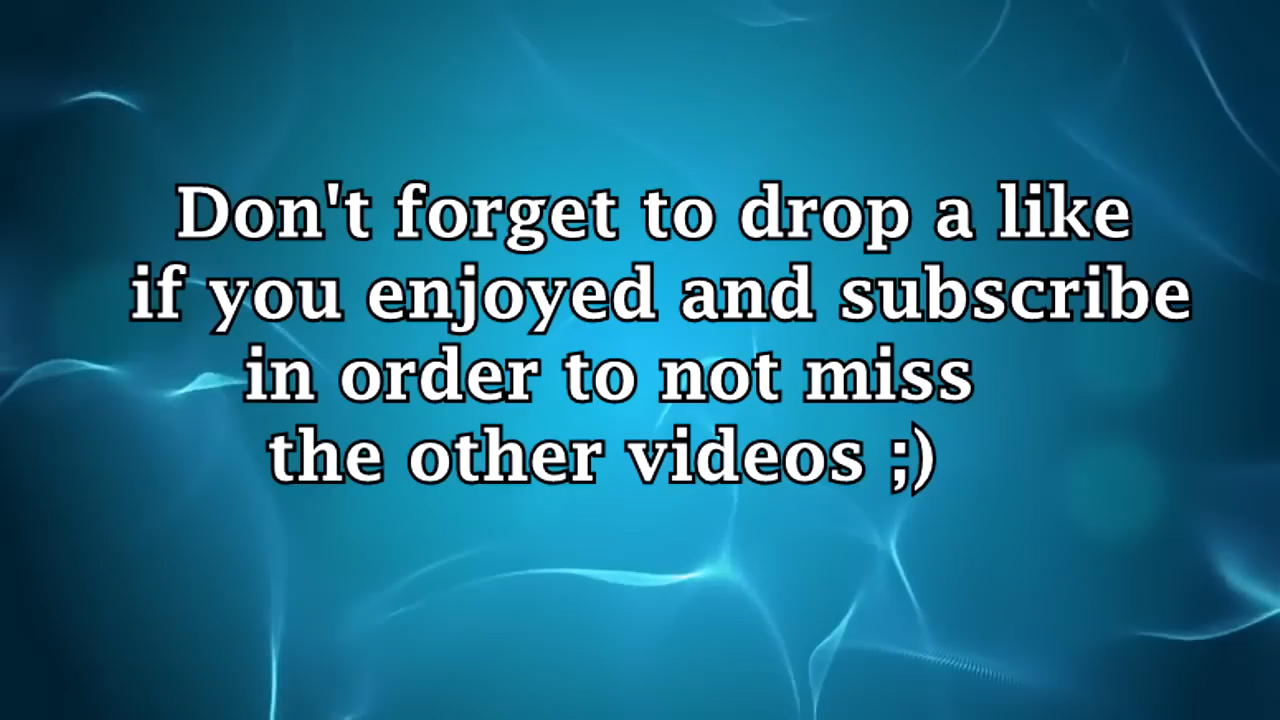 Don't forget to drop a like
if you enjoyed and subscribe
in order to not miss
the other videos ;)